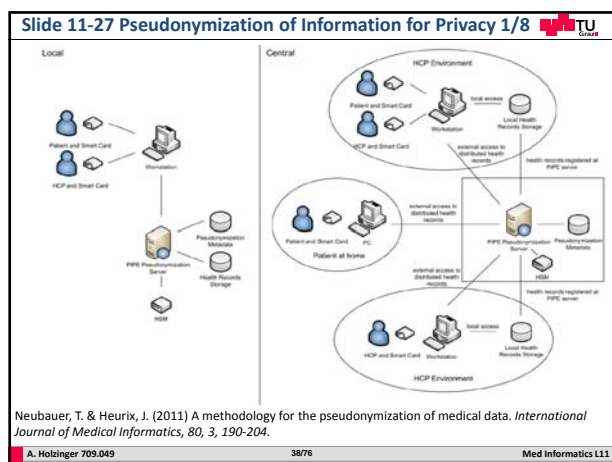 Slide 11-27 Pseudonymization of Information for Privacy 1/8
TU
Graz
Local
Patient and Smart Card
HCP and Smart Card
Workstation
PIPE Pseudonymization
Server
Pseudonymization
Metadata
Health Records
Storage
HSM
Central
HCP Environment
Patient and Smart Card
HCP and Smart Card
Workstation
local access
Local Health
Records Storage
external access to
distributed health
records
health records registered at
PIPE server
Patient and Smart Card
PC
Patient at home
external access to
distributed health
records
PIPE Pseudonymization
Server
Pseudonymization
Metadata
HSM
external access to
distributed health
records
health records registered at
PIPE server
HCP and Smart Card
Workstation
local access
Local Health
Records Storage
HCP Environment
Neubauer, T. & Heurix, J. (2011) A methodology for the pseudonymization of medical data. International
Journal of Medical Informatics, 80, 3, 190-204.
A. Holzinger 709.049
38/76
Med Informatics L11